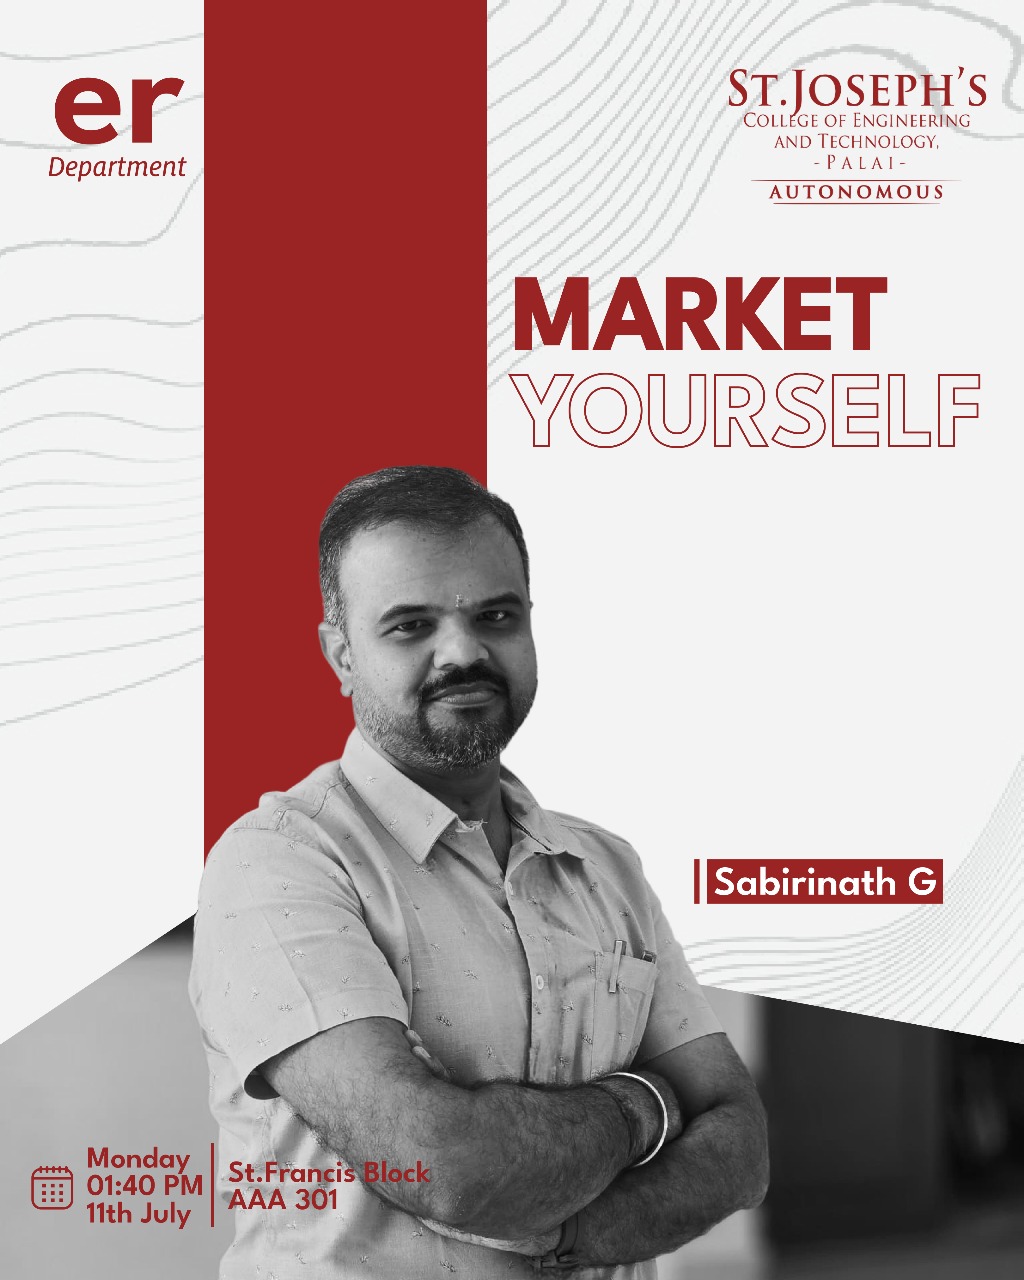 er
Department
ST.JOSEPH'S
COLLEGE OF ENGINEERING
AND TECHNOLOGY,
-PALAI-
AUTONOMOUS
MARKET
YOURSELF
Sabirinath G
Monday
01:40 PM
11th July
St.Francis Block
AAA 301